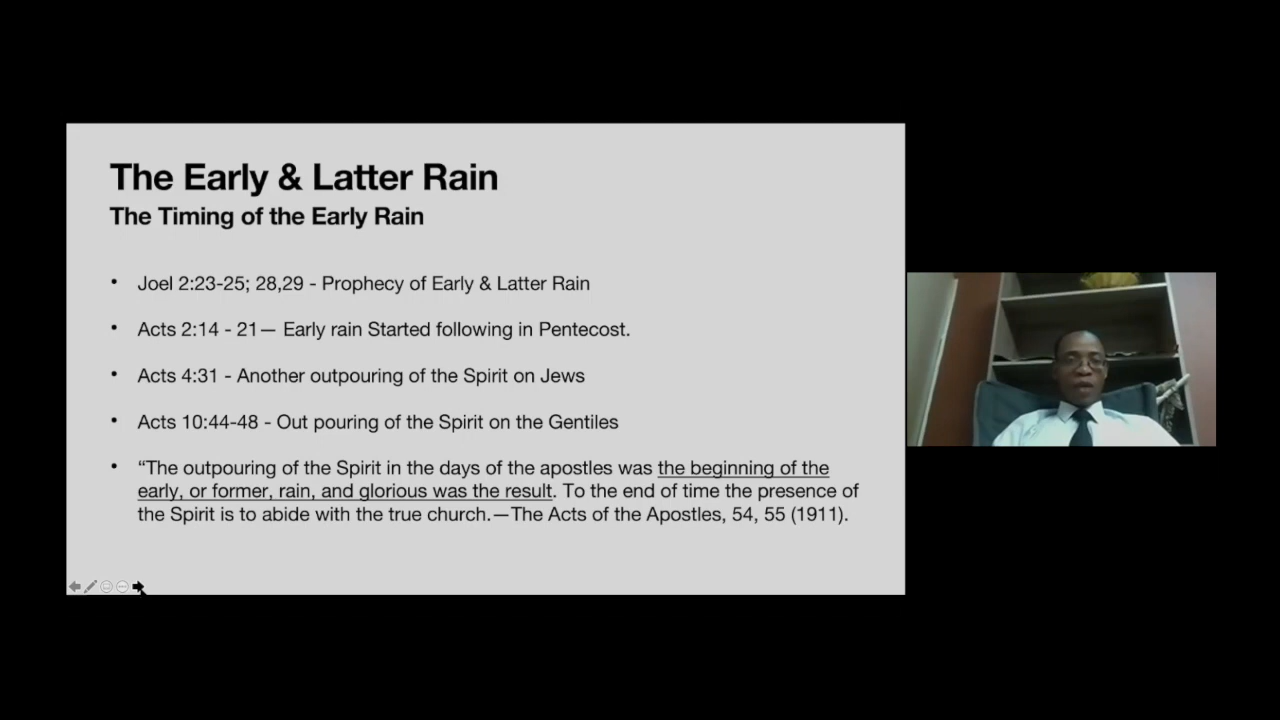 The Early & Latter Rain
The Timing of the Early Rain
• Joel 2:23-25; 28,29 - Prophecy of Early & Latter Rain
• Acts 2:14 - 21— Early rain Started following in Pentecost.
• Acts 4:31 - Another outpouring of the Spirit on Jews
• Acts 10:44-48 - Out pouring of the Spirit on the Gentiles
• “The outpouring of the Spirit in the days of the apostles was the beginning of the
early, or former, rain, and glorious was the result. To the end of time the presence of
the Spirit is to abide with the true church.—The Acts of the Apostles, 54, 55 (1911).